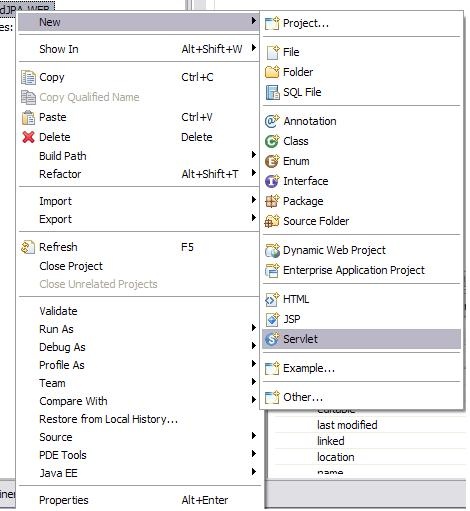 dJPA-WEB
es:
New
Show In Alt+Shift+W
Copy Ctrl+C
Copy Qualified Name
Paste Ctrl+V
Delete Delete
Build Path
Refactor Alt+Shift+T
Import
Export
Refresh F5
Close Project
Close Unrelated Projects
Validate
Run As
Debug As
Profile As
Team
Compare With
Restore from Local History...
Source
PDE Tools
Java EE
Properties Alt+Enter
Project...
File
Folder
SQL File
Annotation
Class
Enum
Interface
Package
Source Folder
Dynamic Web Project
Enterprise Application Project
HTML
JSP
Servlet
Example...
Other...
editable
last modified
linked
location
name
iner